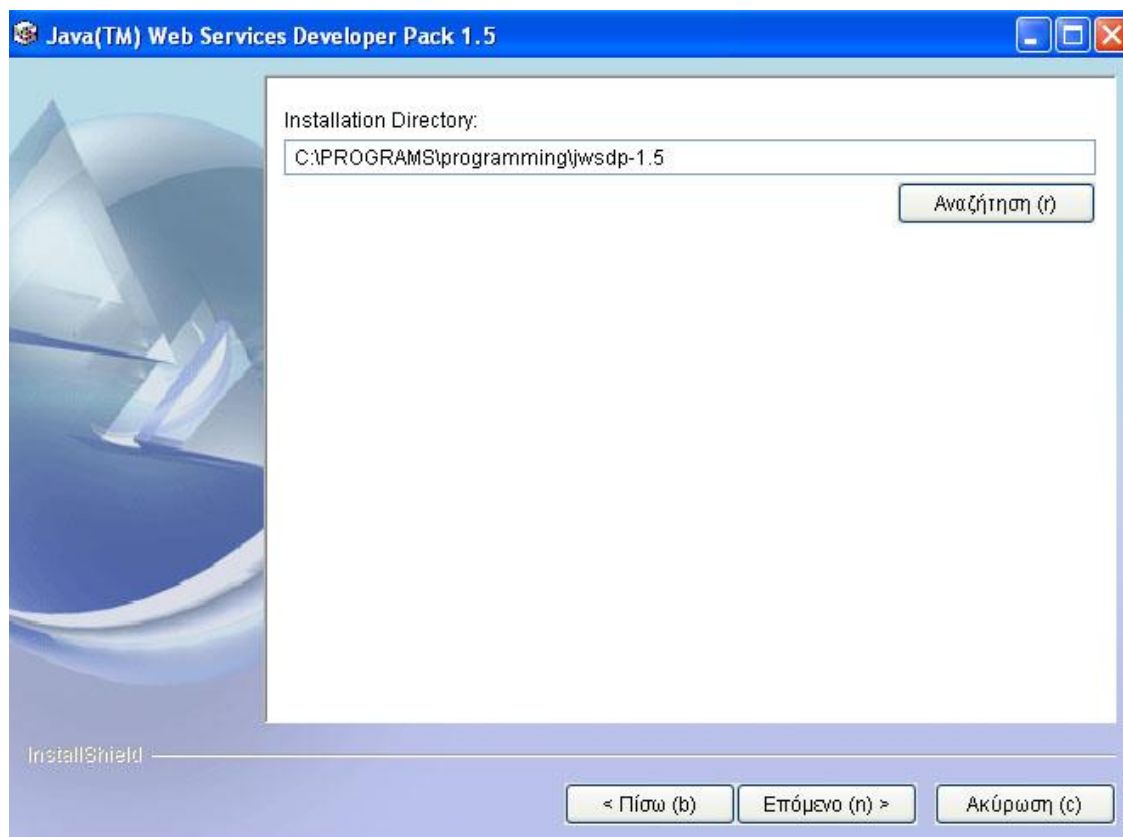 Java(TM) Web Services Developer Pack 1.5
Installation Directory:
C:\PROGRAMS\programming\jwsdp-1.5
Αναζήτηση (r)
InstallShield
< Πίσω (b)
Επόμενο (n) >
Ακύρωση (c)